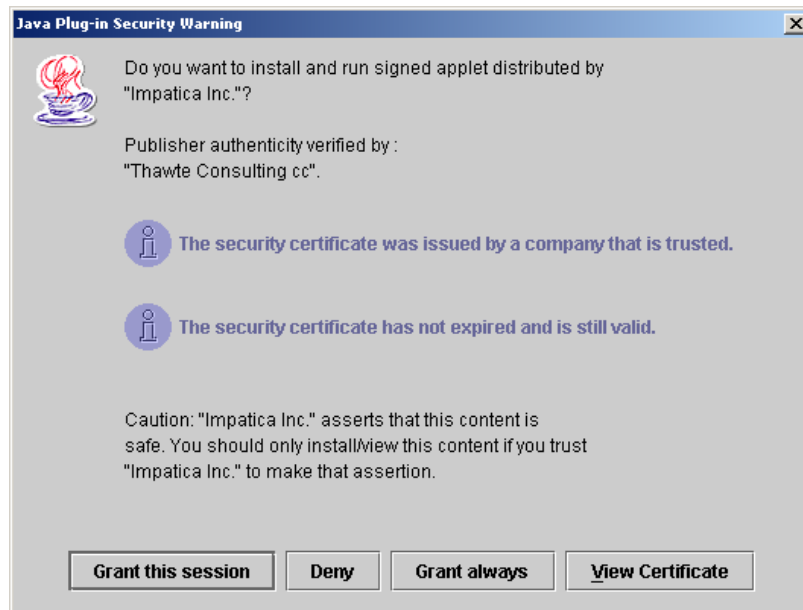 Java Plug-in Security Warning
Do you want to install and run signed applet distributed by
"Impatica Inc."?
Publisher authenticity verified by :
"Thawte Consulting cc".
The security certificate was issued by a company that is trusted.
The security certificate has not expired and is still valid.
Caution: "Impatica Inc." asserts that this content is
safe. You should only install/view this content if you trust
"Impatica Inc." to make that assertion.
Grant this session Deny Grant always View Certificate